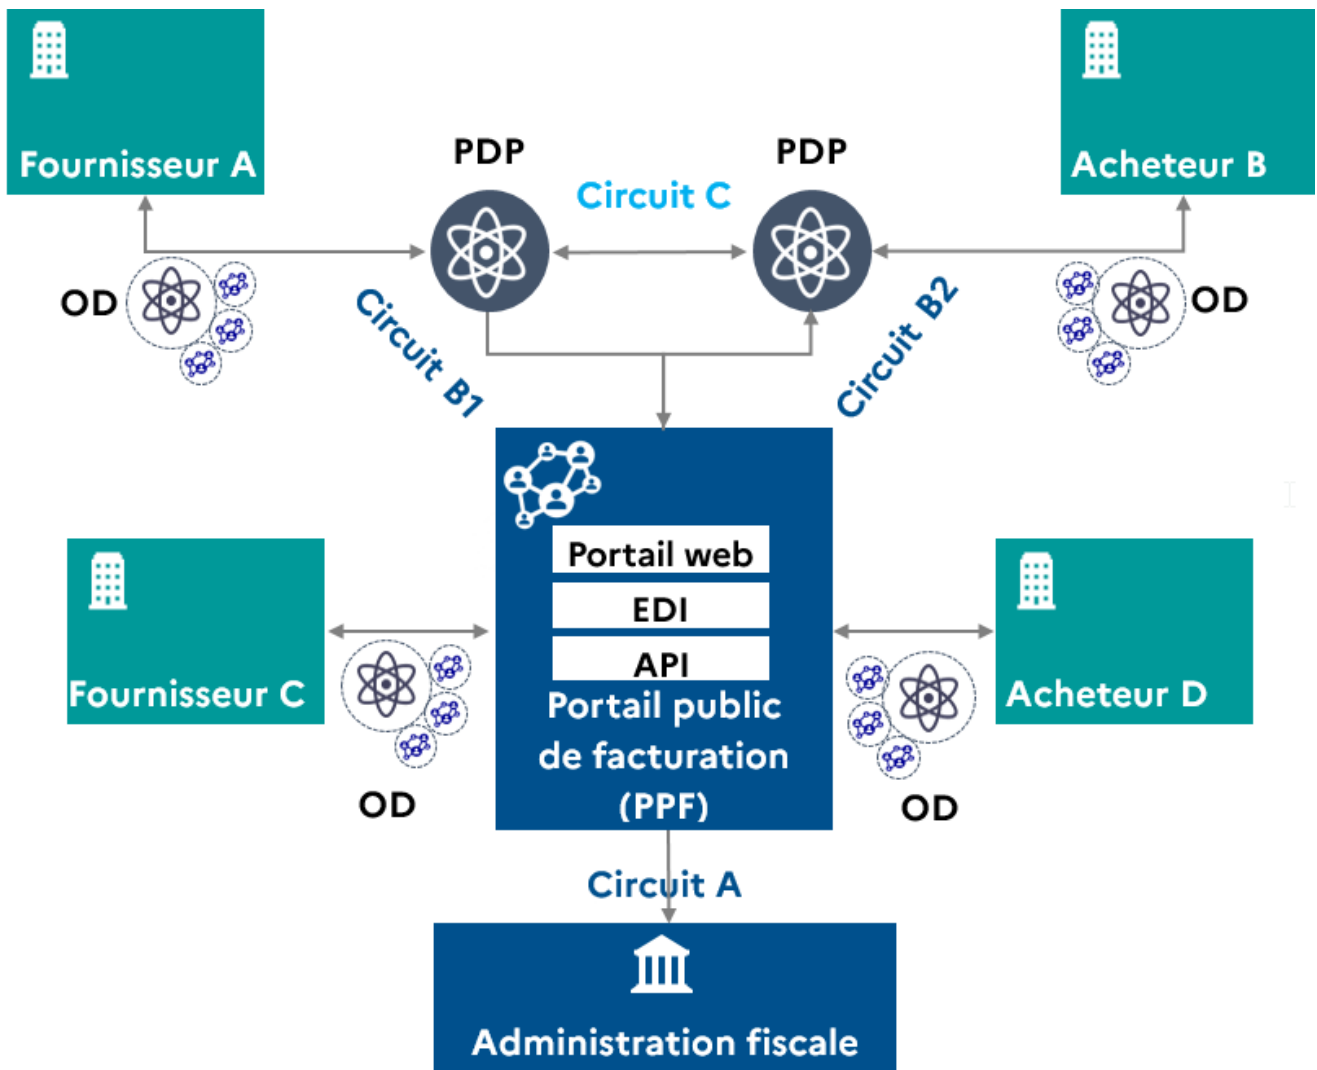 Fournisseur A
PDP
Circuit C
PDP
Acheteur B
OD
Circuit B1
Circuit B2
OD
Portail web
EDI
API
Portail public
de facturation
(PPF)
Fournisseur C
OD
Acheteur D
OD
Circuit A
Administration fiscale